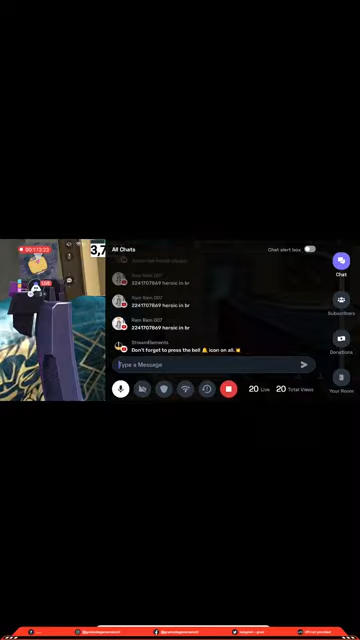 00:1:13:23
LIVE
3,7
All Chats
Chat alert box
Ram Ram 007
2241707869 heroic in br
Ram Ram 007
2241707869 heroic in br
Ram Ram 007
2241707869 heroic in br
StreamElements
Don't forget to press the bell 🔔 icon on all. 💥
Type a Message
20 Live
20 Total Views
Chat
Subscribers
Donations
Your Room